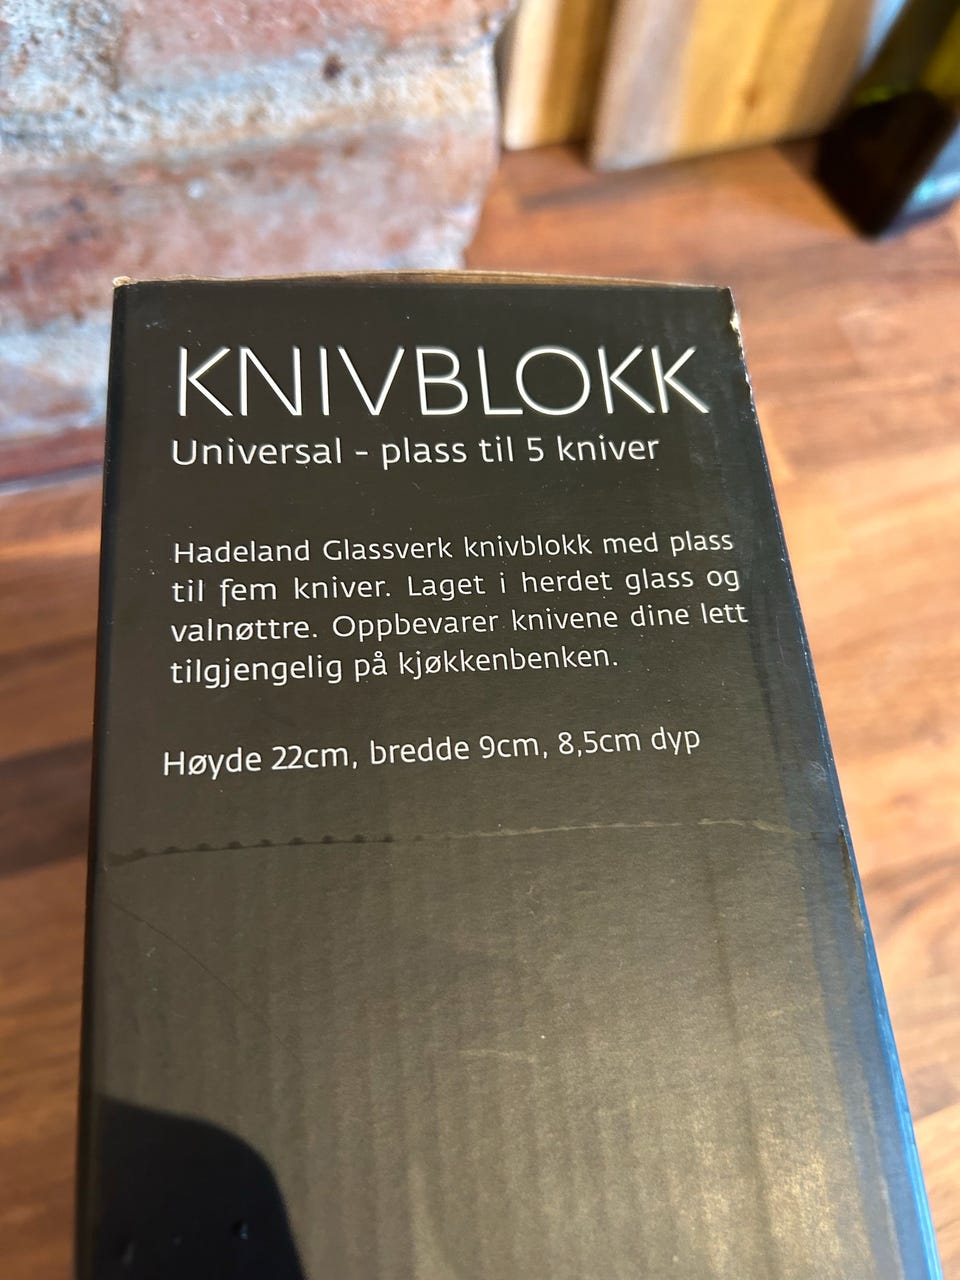 KNIVBLOKK
Universal - plass til 5 kniver
Hadeland Glassverk knivblokk med plass
til fem kniver. Laget i herdet glass og
valnøttre. Oppbevarer knivene dine lett
tilgjengelig på kjøkkenbenken.
Høyde 22cm, bredde 9cm, 8,5cm dyp